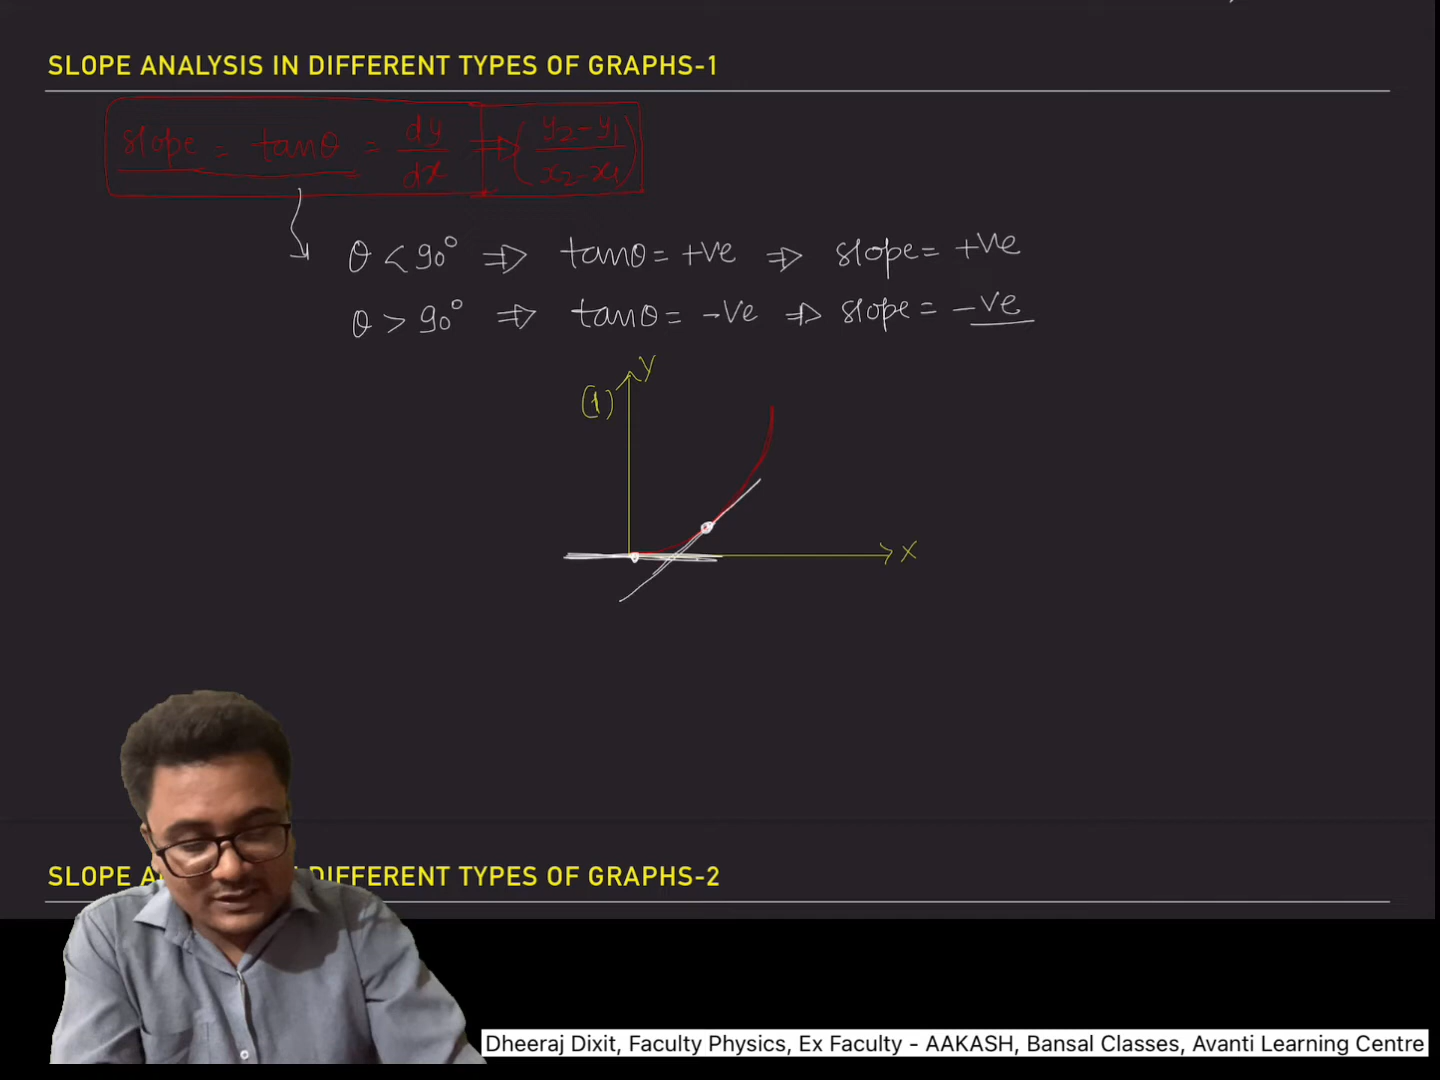 SLOPE ANALYSIS IN DIFFERENT TYPES OF GRAPHS-1
slope = tanθ = dy/dx ⇒ (y2-y1/x2-x1)
θ < 90° ⇒ tanθ = +ve ⇒ slope = +ve
θ > 90° ⇒ tanθ = -ve ⇒ slope = -ve
(1) y
x
SLOPE A DIFFERENT TYPES OF GRAPHS-2
Dheeraj Dixit, Faculty Physics, Ex Faculty - AAKASH, Bansal Classes, Avanti Learning Centre